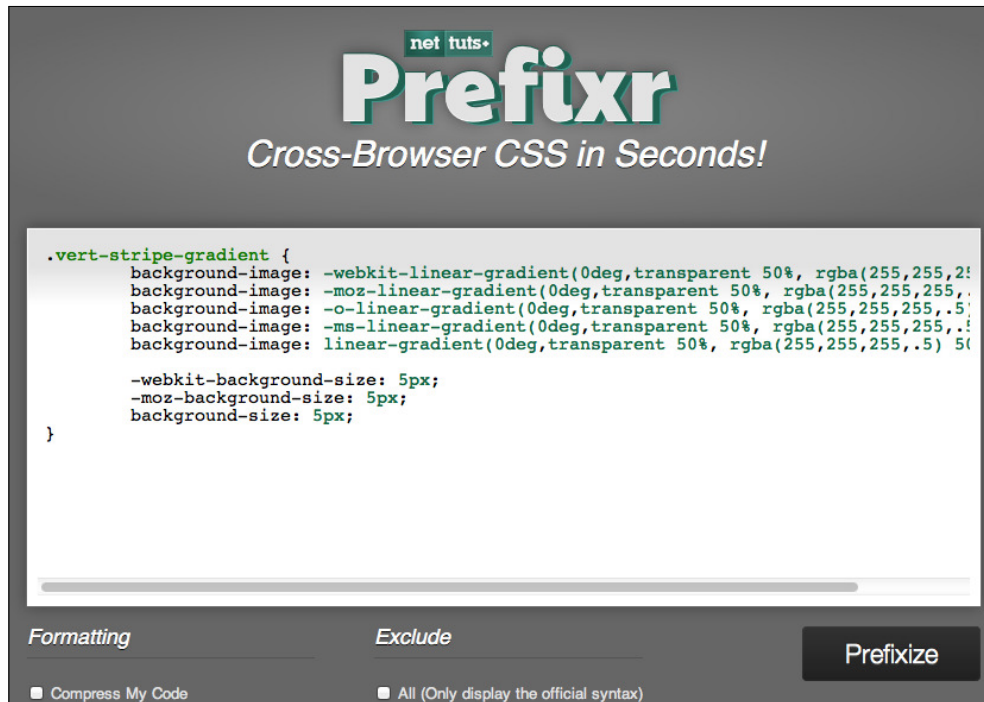 net tuts+
Prefixr
Cross-Browser CSS in Seconds!
.vert-stripe-gradient {
background-image: -webkit-linear-gradient(0deg,transparent 50%, rgba(255,255,25
background-image: -moz-linear-gradient(0deg,transparent 50%, rgba(255,255,255,.
background-image: -o-linear-gradient(0deg,transparent 50%, rgba(255,255,255,.5)
background-image: -ms-linear-gradient(0deg,transparent 50%, rgba(255,255,255,.5
background-image: linear-gradient(0deg,transparent 50%, rgba(255,255,255,.5) 50
-webkit-background-size: 5px;
-moz-background-size: 5px;
background-size: 5px;
}
Formatting
Exclude
Prefixize
Compress My Code
All (Only display the official syntax)